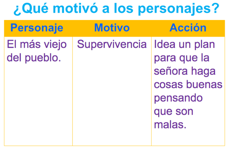 ¿Qué motivó a los personajes?
Personaje Motivo Acción
El más viejo Supervivencia Idea un plan
del pueblo. para que la
señora haga
cosas buenas
pensando
que son
malas.